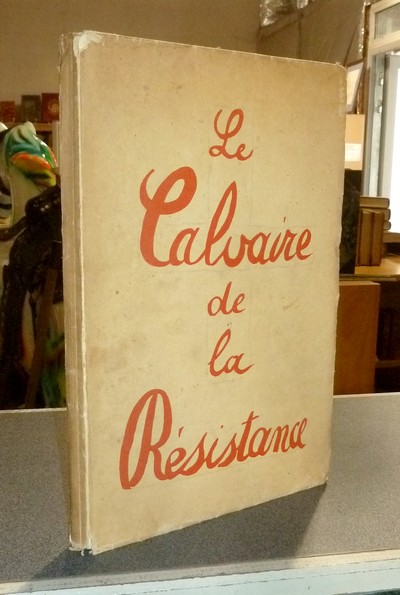 Le
Calvaire
de
la
Résistance